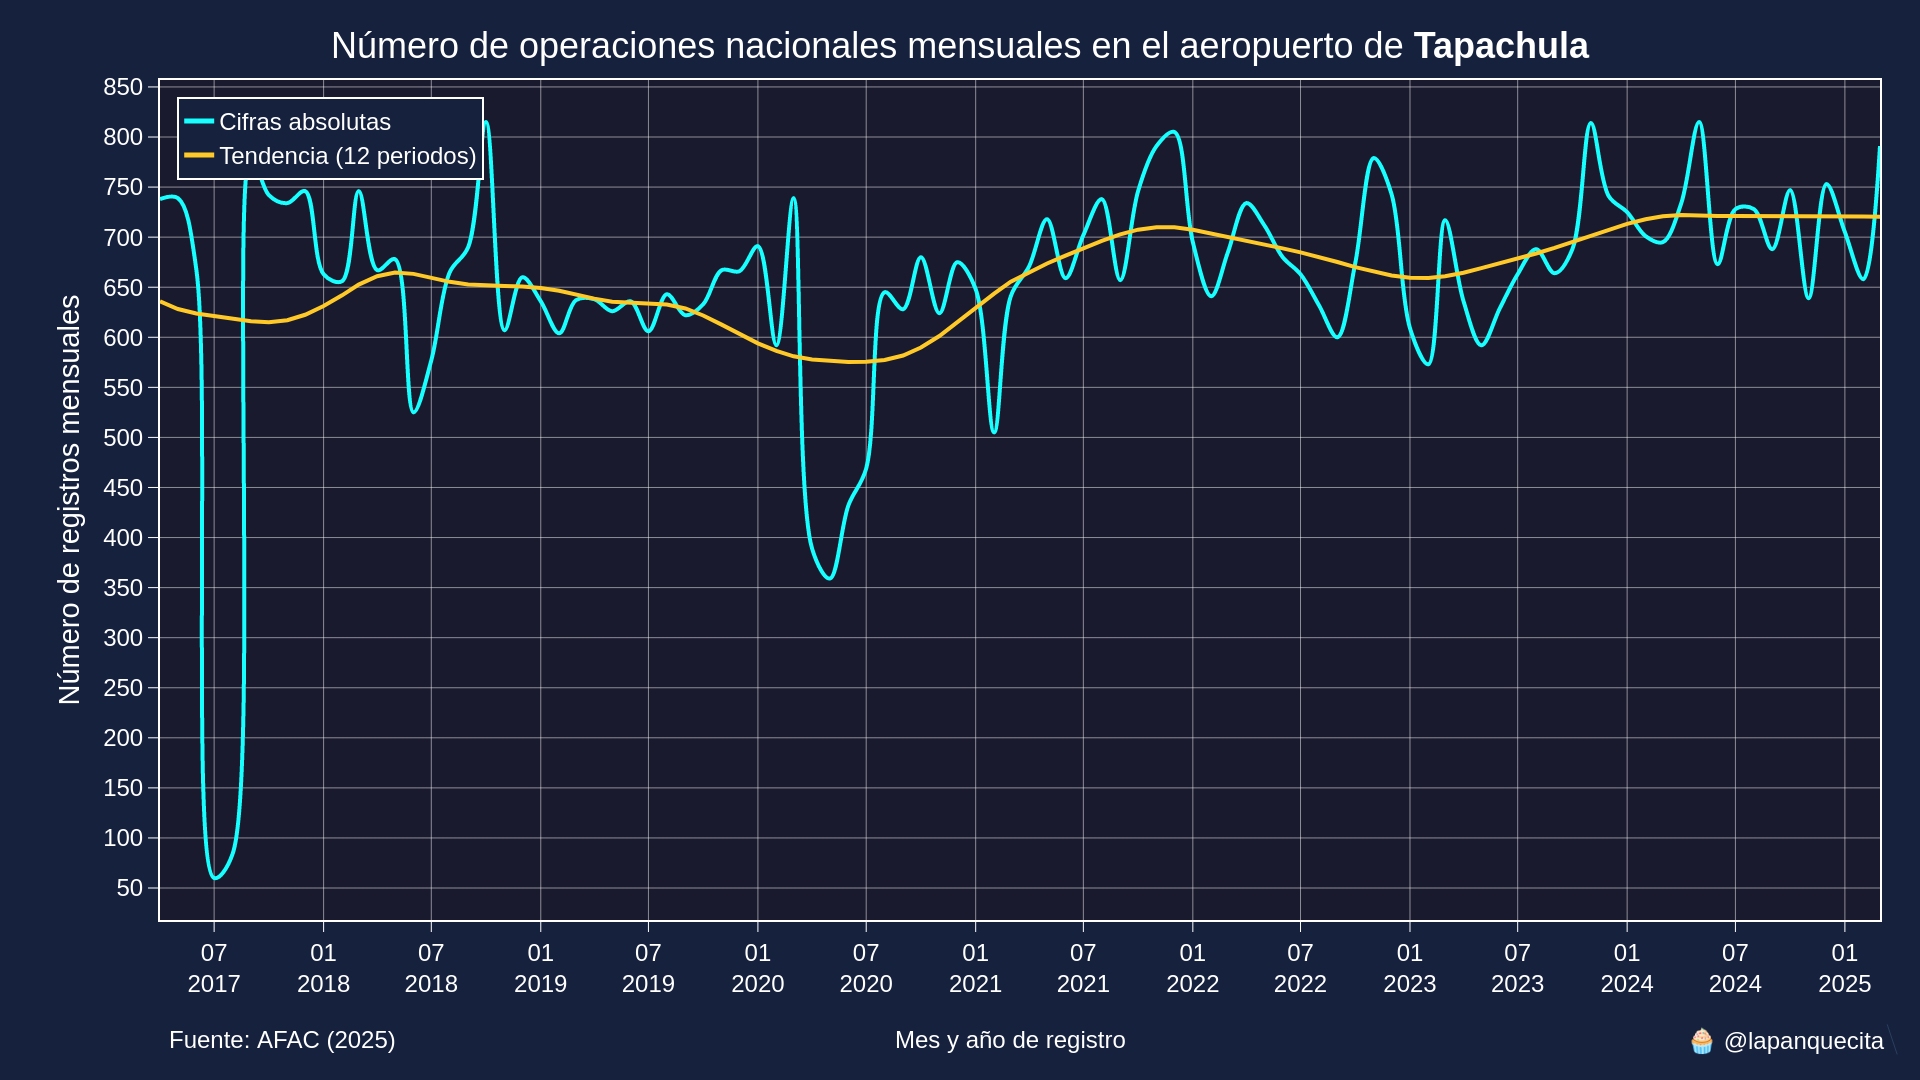 Número de operaciones nacionales mensuales en el aeropuerto de Tapachula
Número de registros mensuales
850
800
750
700
650
600
550
500
450
400
350
300
250
200
150
100
50
Cifras absolutas
Tendencia (12 periodos)
07 01 07 01 07 01 07 01 07 01 07 01 07 01 07 01
2017 2018 2018 2019 2019 2020 2020 2021 2021 2022 2022 2023 2023 2024 2024 2025
Fuente: AFAC (2025)
Mes y año de registro
🧁 @lapanquecita